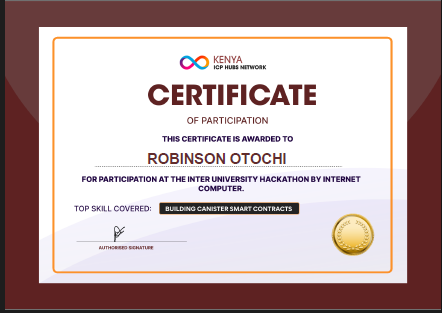 KENYA
ICP HUBS NETWORK
CERTIFICATE
OF PARTICIPATION
THIS CERTIFICATE IS AWARDED TO
ROBINSON OTOCHI
FOR PARTICIPATION AT THE INTER UNIVERSITY HACKATHON BY INTERNET
COMPUTER.
TOP SKILL COVERED: BUILDING CANISTER SMART CONTRACTS
AUTHORISED SIGNATURE